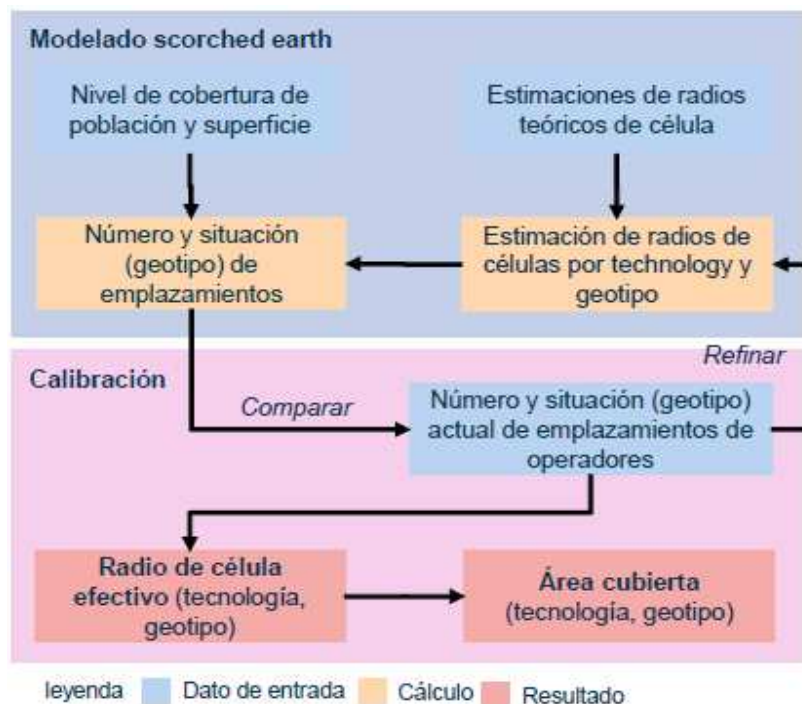 Modelado scorched earth
Nivel de cobertura de
población y superficie
Estimaciones de radios
teóricos de célula
Número y situación
(geotipo) de
emplazamientos
Estimación de radios de
células por technology y
geotipo
Refinar
Calibración
Comparar
Número y situación (geotipo)
actual de emplazamientos de
operadores
Radio de célula
efectivo (tecnología,
geotipo)
Área cubierta
(tecnología, geotipo)
leyenda Dato de entrada Cálculo Resultado